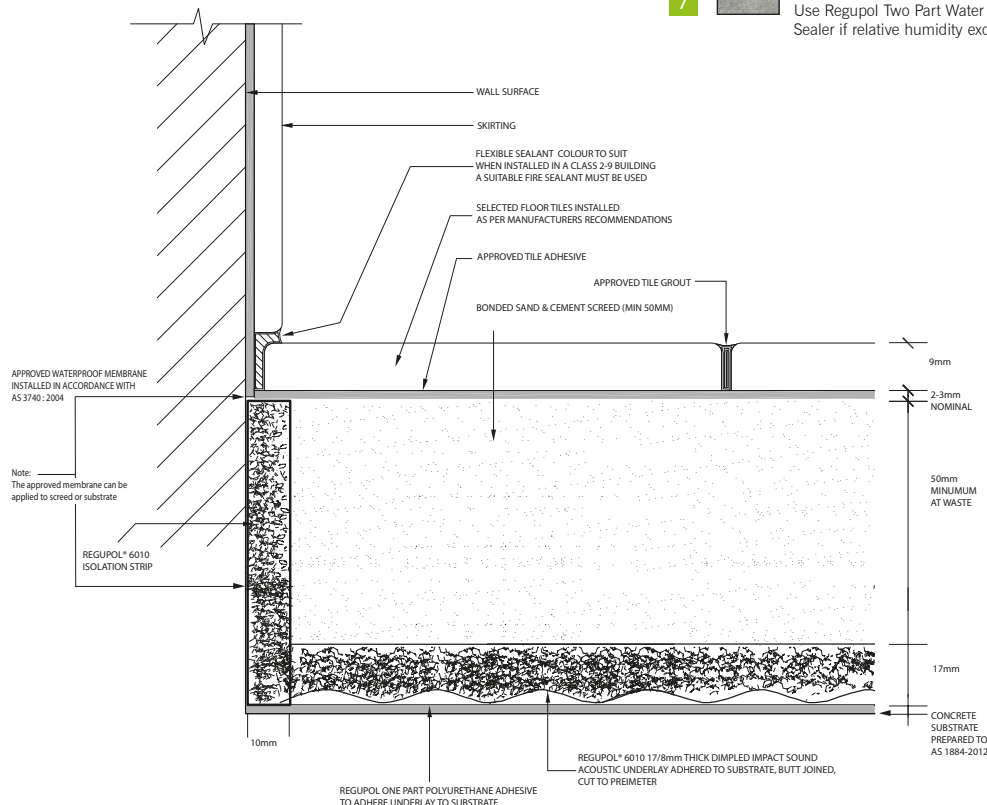 7
Use Regupol Two Part Water
Sealer if relative humidity exc
WALL SURFACE
SKIRTING
FLEXIBLE SEALANT COLOUR TO SUIT
WHEN INSTALLED IN A CLASS 2-9 BUILDING
A SUITABLE FIRE SEALANT MUST BE USED
SELECTED FLOOR TILES INSTALLED
AS PER MANUFACTURERS RECOMMENDATIONS
APPROVED TILE ADHESIVE
APPROVED TILE GROUT
BONDED SAND & CEMENT SCREED (MIN 50MM)
9mm
APPROVED WATERPROOF MEMBRANE
INSTALLED IN ACCORDANCE WITH
AS 3740 : 2004
2-3mm
NOMINAL
Note:
The approved membrane can be
applied to screed or substrate
50mm
MINUMUM
AT WASTE
REGUPOL® 6010
ISOLATION STRIP
17mm
10mm
CONCRETE
SUBSTRATE
PREPARED TO
AS 1884-2012
REGUPOL® 6010 17/8mm THICK DIMPLED IMPACT SOUND
ACOUSTIC UNDERLAY ADHERED TO SUBSTRATE, BUTT JOINED,
CUT TO PREIMETER
REGUPOL ONE PART POLYURETHANE ADHESIVE
TO ADHERE UNDERLAY TO SUBSTRATE